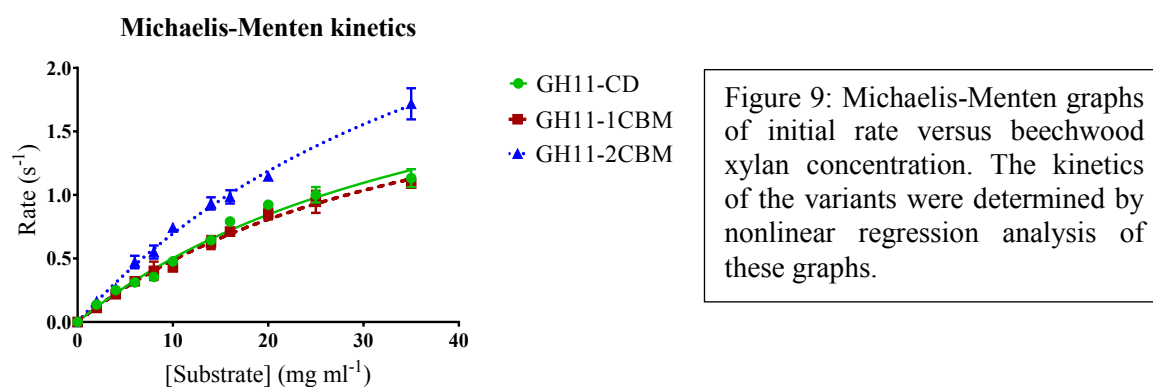 Michaelis-Menten kinetics
Rate (s⁻¹)
2.0
1.5
1.0
0.5
0.0
0
10
20
30
40
[Substrate] (mg ml⁻¹)
GH11-CD
GH11-1CBM
GH11-2CBM
Figure 9: Michaelis-Menten graphs
of initial rate versus beechwood
xylan concentration. The kinetics
of the variants were determined by
nonlinear regression analysis of
these graphs.